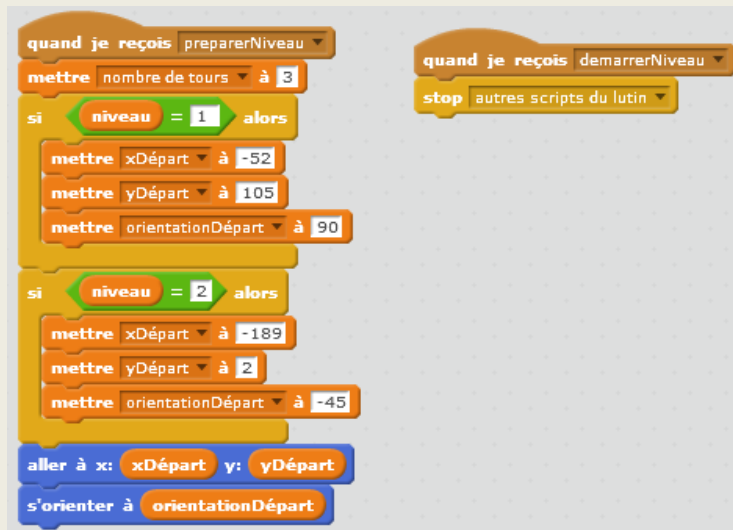 quand je reçois preparerNiveau
mettre nombre de tours à 3
si niveau = 1 alors
mettre xDépart à -52
mettre yDépart à 105
mettre orientationDépart à 90
si niveau = 2 alors
mettre xDépart à -189
mettre yDépart à 2
mettre orientationDépart à -45
aller à x: xDépart y: yDépart
s'orienter à orientationDépart
quand je reçois demarrerNiveau
stop autres scripts du lutin